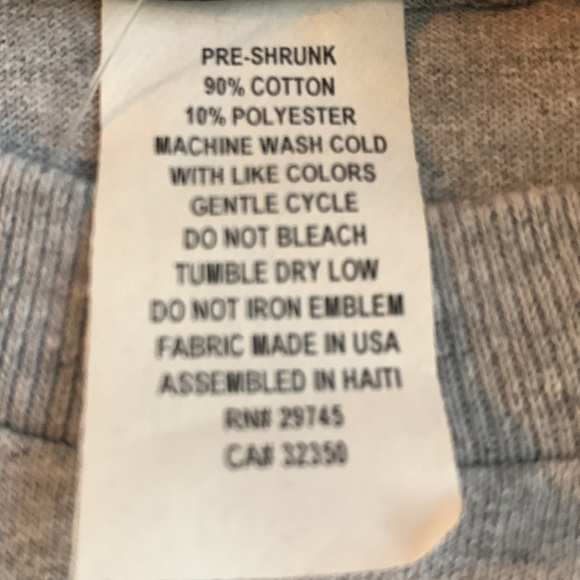 PRE-SHRUNK
90% COTTON
10% POLYESTER
MACHINE WASH COLD
WITH LIKE COLORS
GENTLE CYCLE
DO NOT BLEACH
TUMBLE DRY LOW
DO NOT IRON EMBLEM
FABRIC MADE IN USA
ASSEMBLED IN HAITI
RN# 29745
CA# 32350